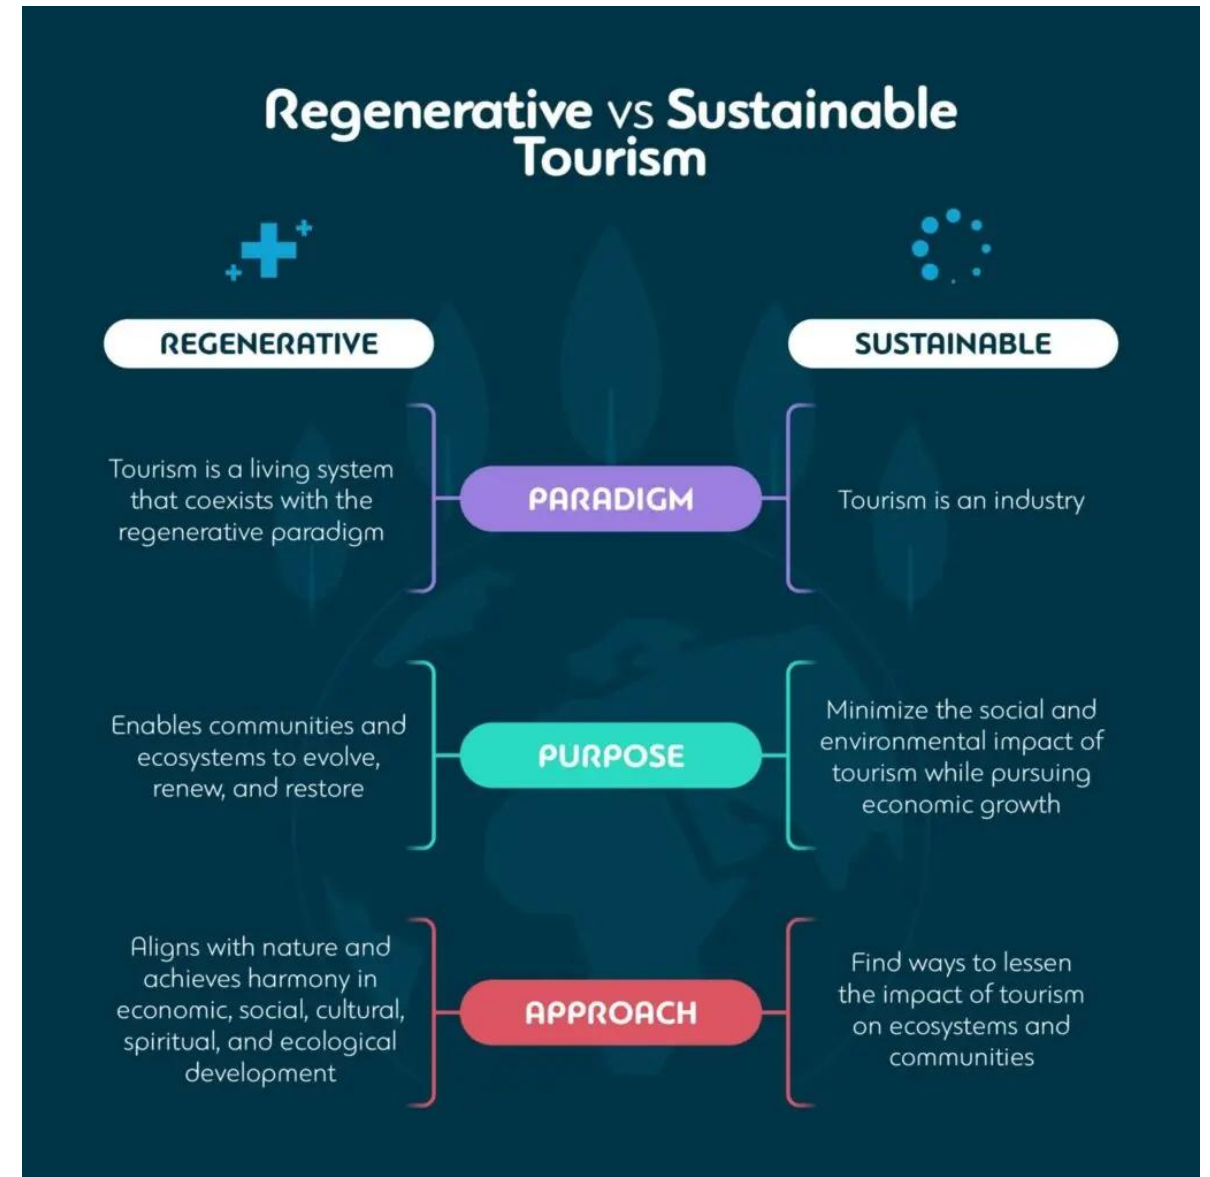 Regenerative vs Sustainable
Tourism
REGENERATIVE
SUSTAINABLE
Tourism is a living system
that coexists with the
regenerative paradigm
PARADIGM
Tourism is an industry
Enables communities and
ecosystems to evolve,
renew, and restore
PURPOSE
Minimize the social and
environmental impact of
tourism while pursuing
economic growth
Aligns with nature and
achieves harmony in
economic, social, cultural,
spiritual, and ecological
development
APPROACH
Find ways to lessen
the impact of tourism
on ecosystems and
communities